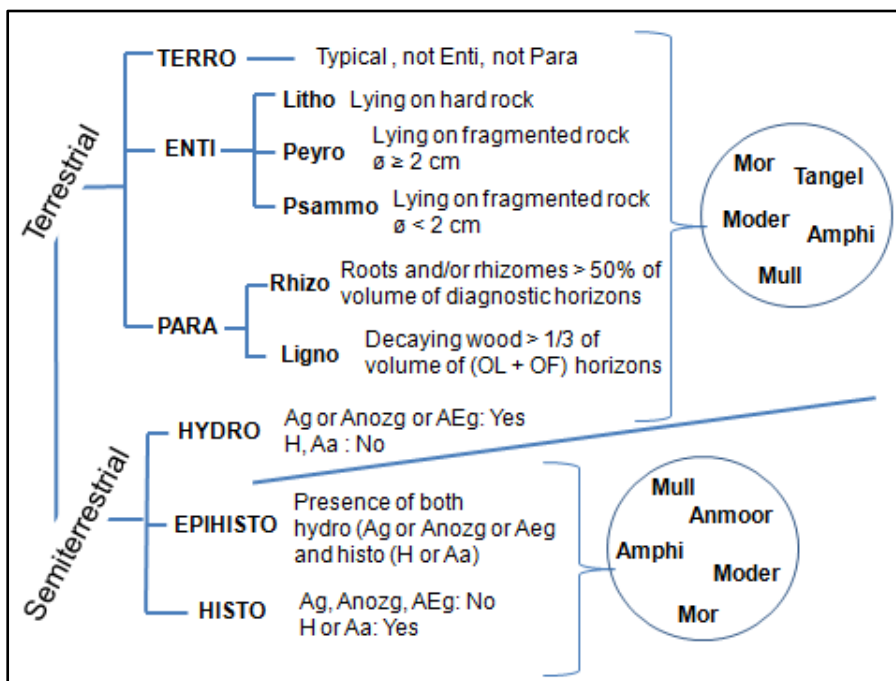 Terrestrial
TERRO
Typical , not Enti, not Para
ENTI
Litho Lying on hard rock
Peyro Lying on fragmented rock
ø ≥ 2 cm
Psammo Lying on fragmented rock
ø < 2 cm
PARA
Rhizo Roots and/or rhizomes > 50% of
volume of diagnostic horizons
Ligno Decaying wood > 1/3 of
volume of (OL + OF) horizons
Mor
Tangel
Moder
Amphi
Mull
Semiterrestrial
HYDRO
Ag or Anozg or AEg: Yes
H, Aa : No
EPIHISTO
Presence of both
hydro (Ag or Anozg or Aeg
and histo (H or Aa)
HISTO
Ag, Anozg, AEg: No
H or Aa: Yes
Mull
Anmoor
Amphi
Moder
Mor